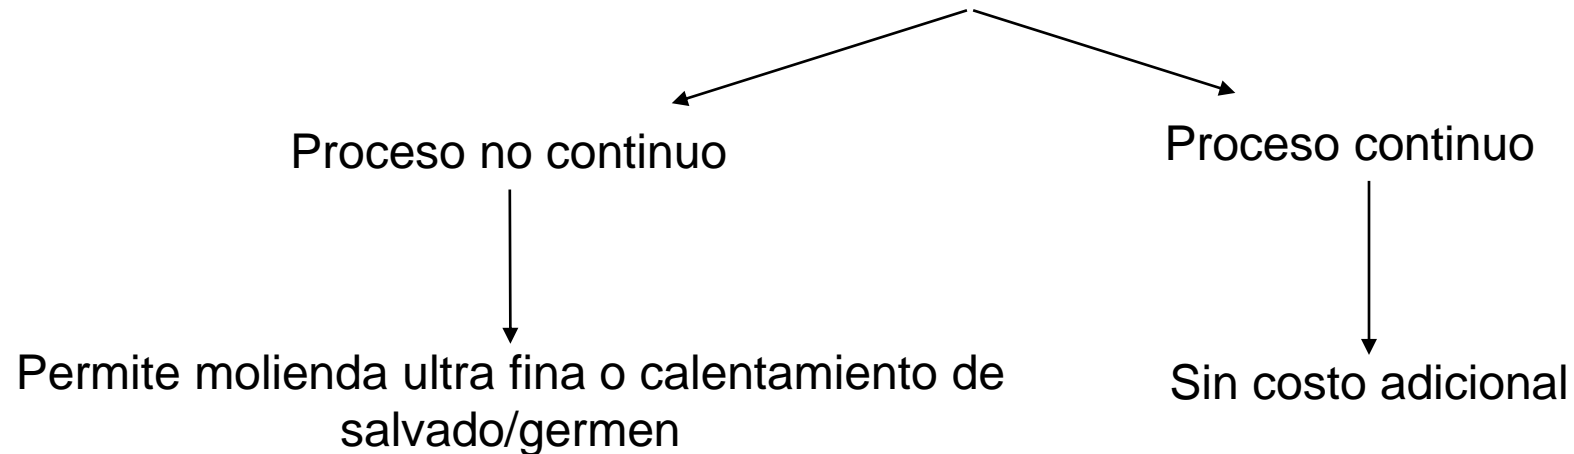 Proceso no continuo
Proceso continuo
Permite molienda ultra fina o calentamiento de
salvado/germen
Sin costo adicional